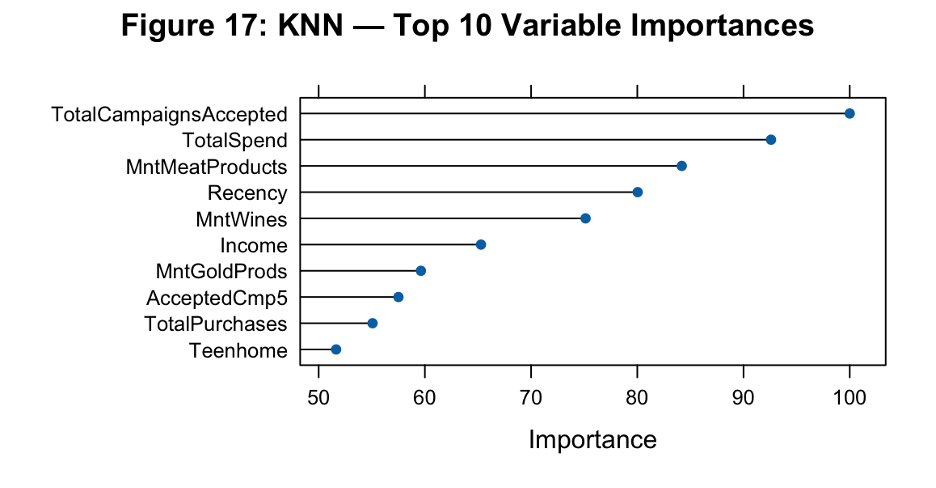 Figure 17: KNN — Top 10 Variable Importances
TotalCampaignsAccepted
TotalSpend
MntMeatProducts
Recency
MntWines
Income
MntGoldProds
AcceptedCmp5
TotalPurchases
Teenhome
50 60 70 80 90 100
Importance